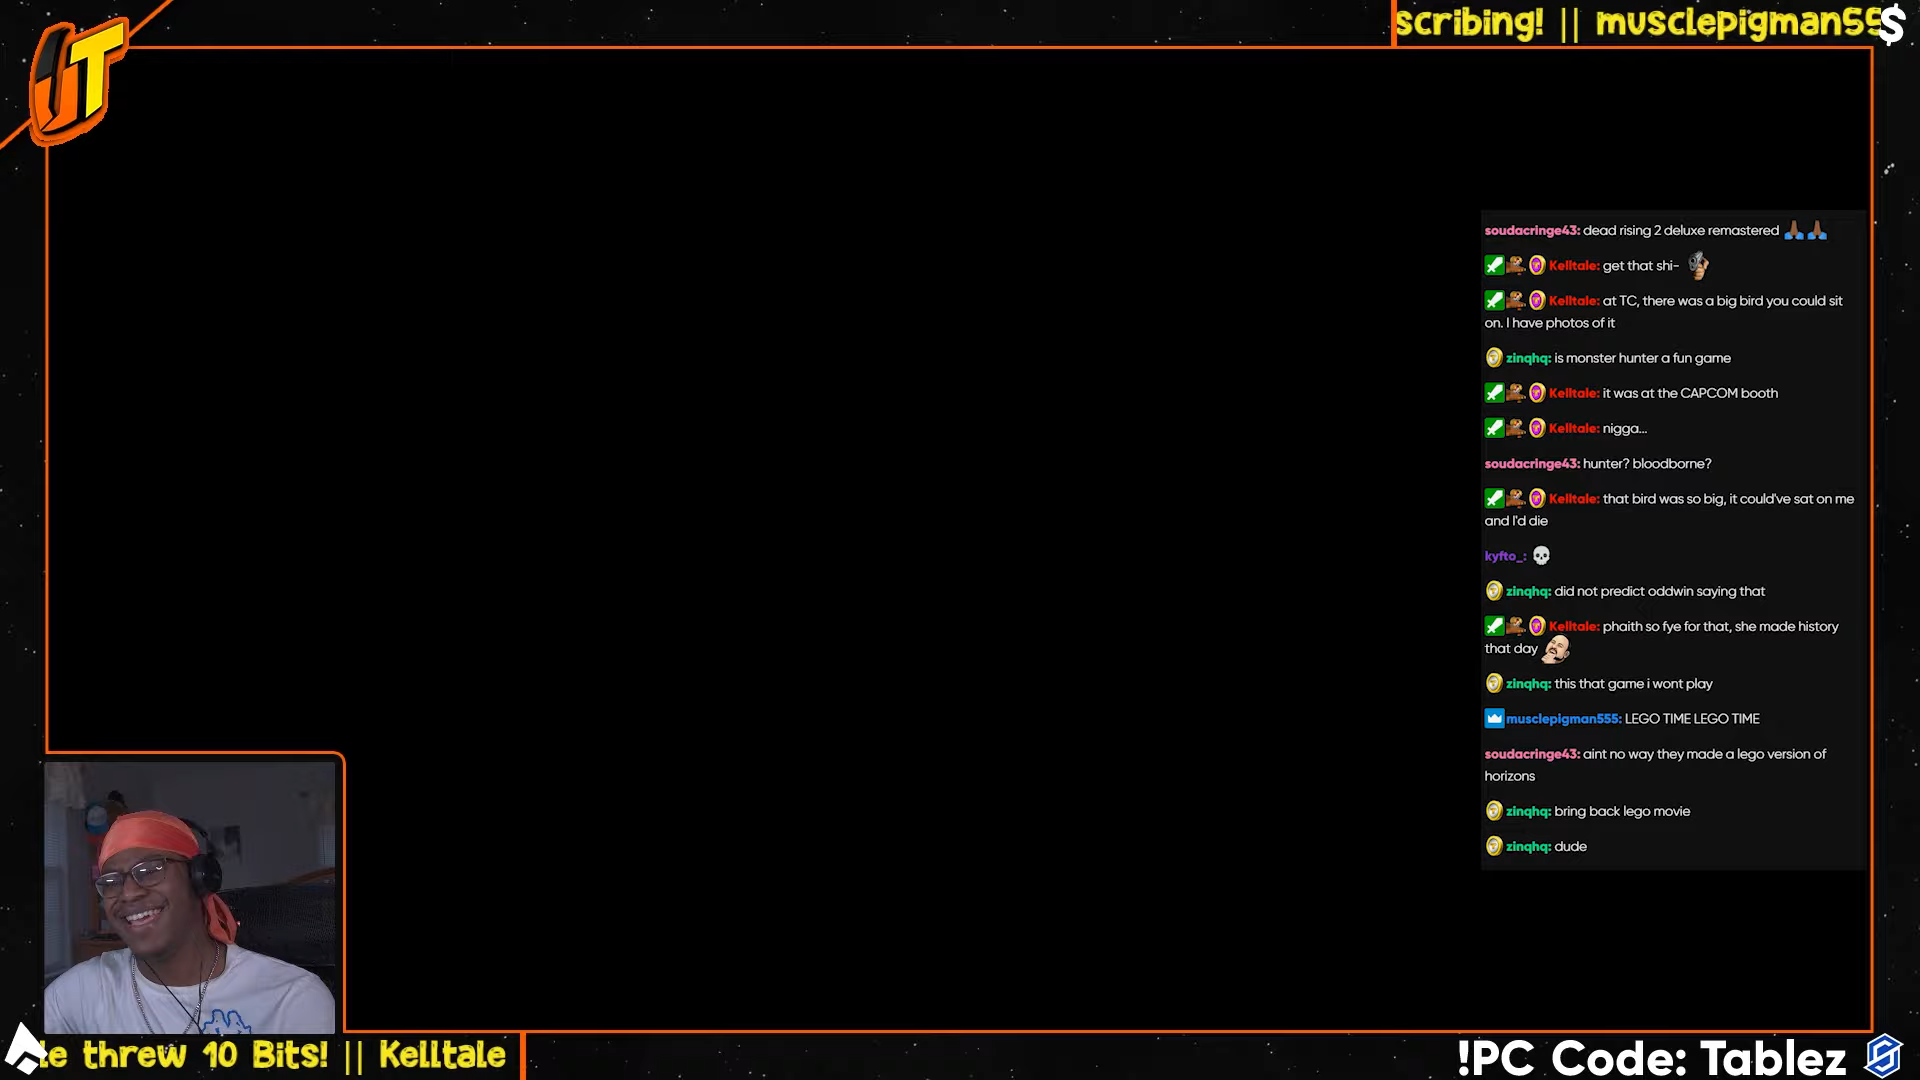 scribing! || musclepigman55
$
UT
soudacringe43: dead rising 2 deluxe remastered 🙏🏾🙏🏾
Kelltale: get that shi-
Kelltale: at TC, there was a big bird you could sit
on. I have photos of it
zinqhq: is monster hunter a fun game
Kelltale: it was at the CAPCOM booth
Kelltale: nigga...
soudacringe43: hunter? bloodborne?
Kelltale: that bird was so big, it could've sat on me
and I'd die
kyfto_: 💀
zinqhq: did not predict oddwin saying that
Kelltale: phaith so fye for that, she made history
that day
zinqhq: this that game i wont play
musclepigman555: LEGO TIME LEGO TIME
soudacringe43: aint no way they made a lego version of
horizons
zinqhq: bring back lego movie
zinqhq: dude
le threw 10 Bits! || Kelltale
!PC Code: Tablez